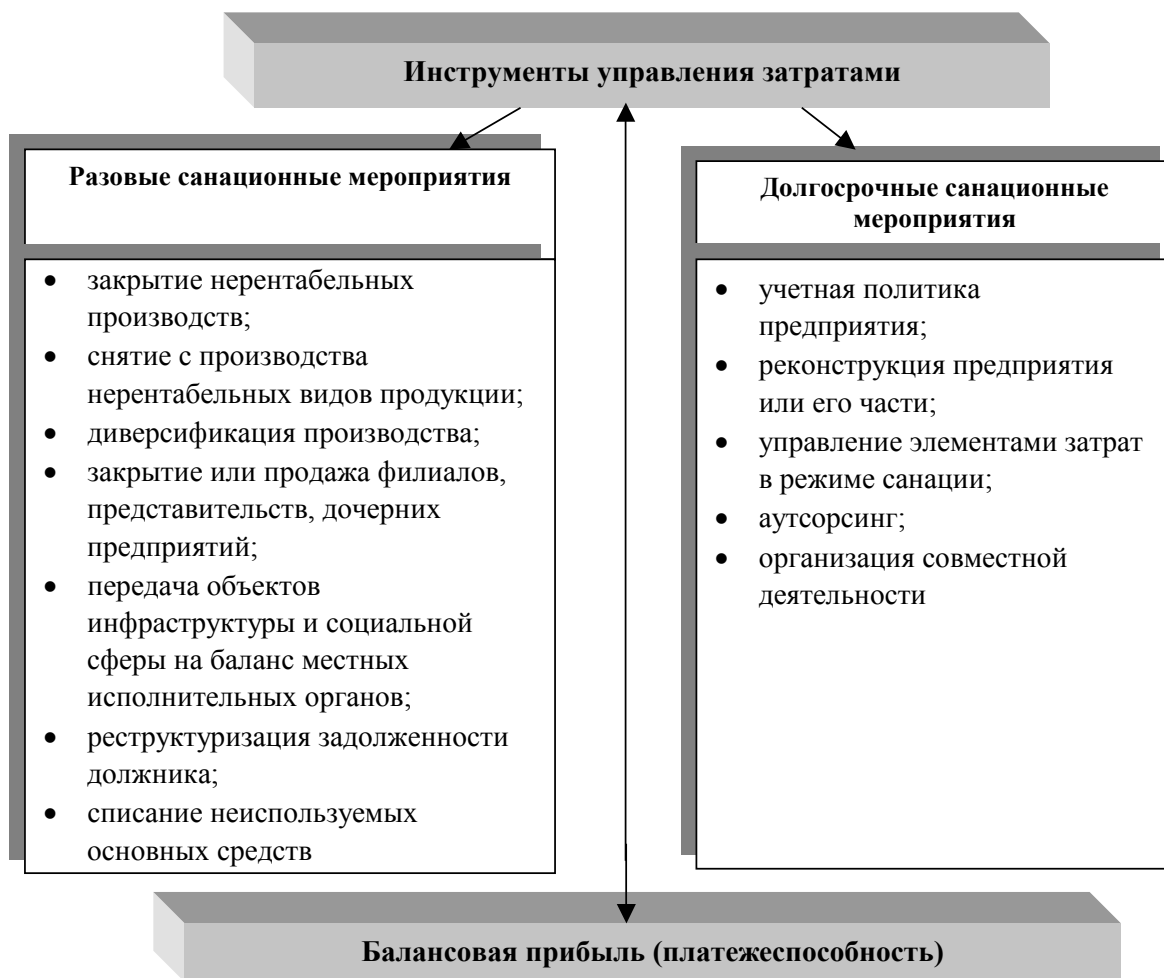 Инструменты управления затратами
Разовые санационные мероприятия
• закрытие нерентабельных
производств;
• снятие с производства
нерентабельных видов продукции;
• диверсификация производства;
• закрытие или продажа филиалов,
представительств, дочерних
предприятий;
• передача объектов
инфраструктуры и социальной
сферы на баланс местных
исполнительных органов;
• реструктуризация задолженности
должника;
• списание неиспользуемых
основных средств
Долгосрочные санационные
мероприятия
• учетная политика
предприятия;
• реконструкция предприятия
или его части;
• управление элементами затрат
в режиме санации;
• аутсорсинг;
• организация совместной
деятельности
Балансовая прибыль (платежеспособность)